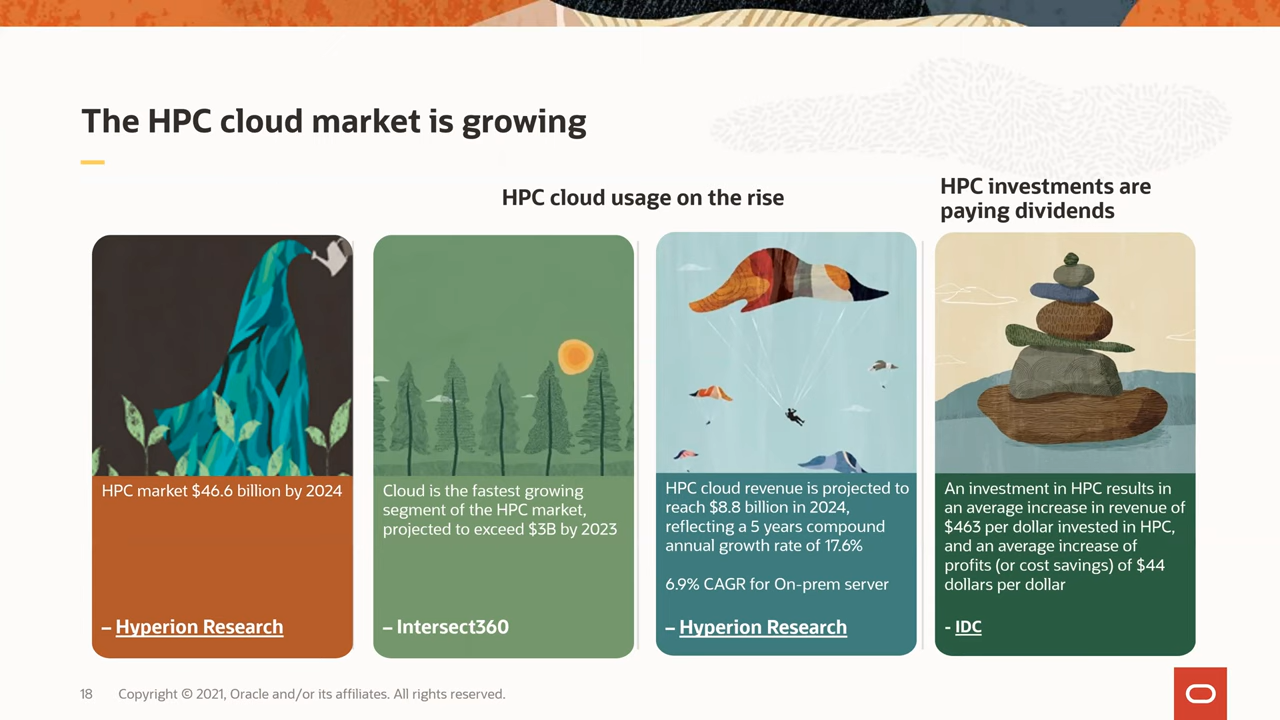 The HPC cloud market is growing
HPC cloud usage on the rise
HPC investments are
paying dividends
HPC market $46.6 billion by 2024
– Hyperion Research
Cloud is the fastest growing
segment of the HPC market,
projected to exceed $3B by 2023
– Intersect360
HPC cloud revenue is projected to
reach $8.8 billion in 2024,
reflecting a 5 years compound
annual growth rate of 17.6%
6.9% CAGR for On-prem server
– Hyperion Research
An investment in HPC results in
an average increase in revenue of
$463 per dollar invested in HPC,
and an average increase of
profits (or cost savings) of $44
dollars per dollar
- IDC
18 Copyright © 2021, Oracle and/or its affiliates. All rights reserved.